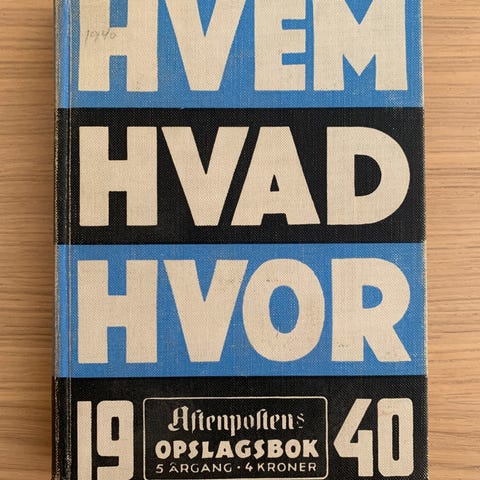 HVEM
1940
HVAD
HVOR
19 40
Aftenpostens
OPSLAGSBOK
5 ÅRGANG · 4 KRONER